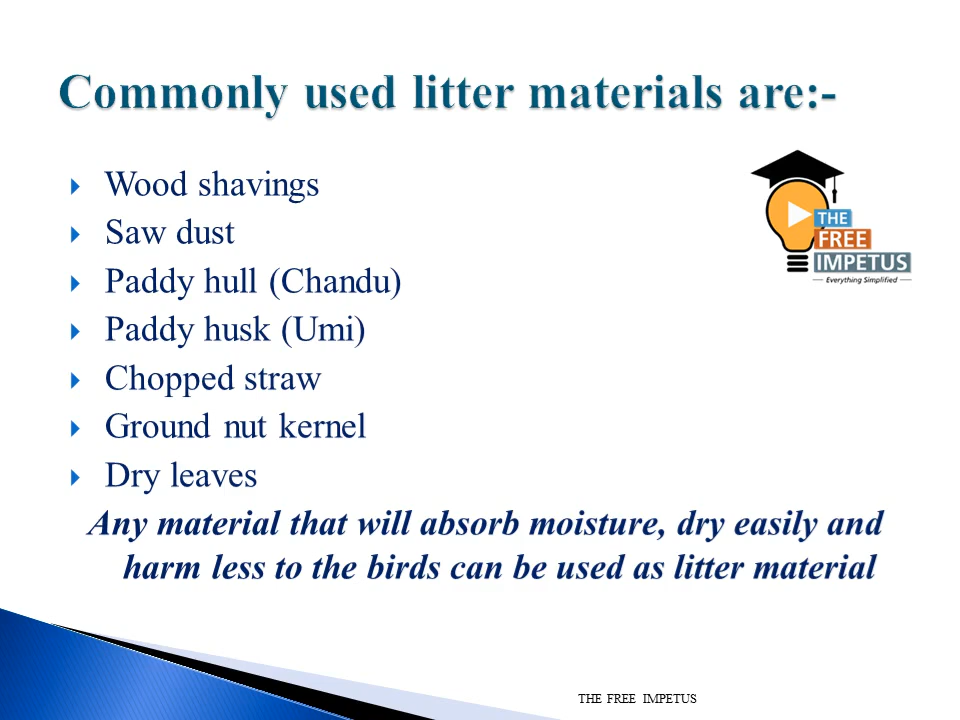 Commonly used litter materials are:-
Wood shavings
Saw dust
Paddy hull (Chandu)
Paddy husk (Umi)
Chopped straw
Ground nut kernel
Dry leaves
Any material that will absorb moisture, dry easily and
harm less to the birds can be used as litter material
THE
FREE
IMPETUS
Everything Simplified
THE FREE IMPETUS